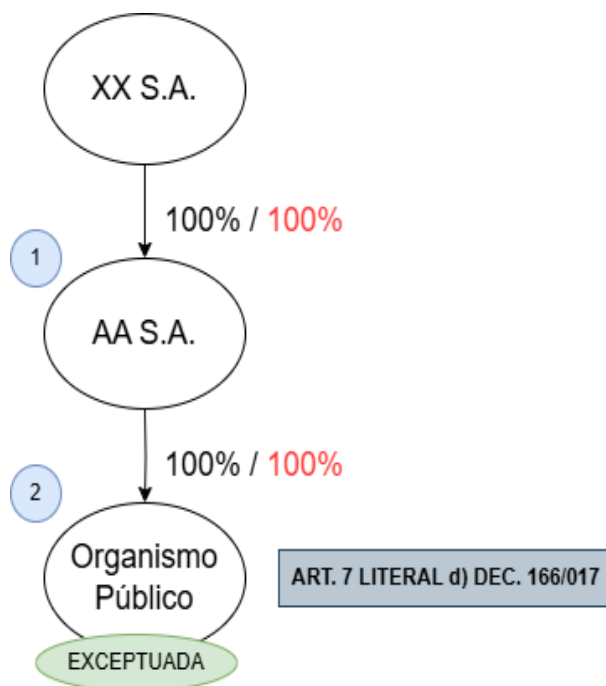 XX S.A.
100% / 100%
1
AA S.A.
100% / 100%
2
Organismo
Público
ART. 7 LITERAL d) DEC. 166/017
EXCEPTUADA